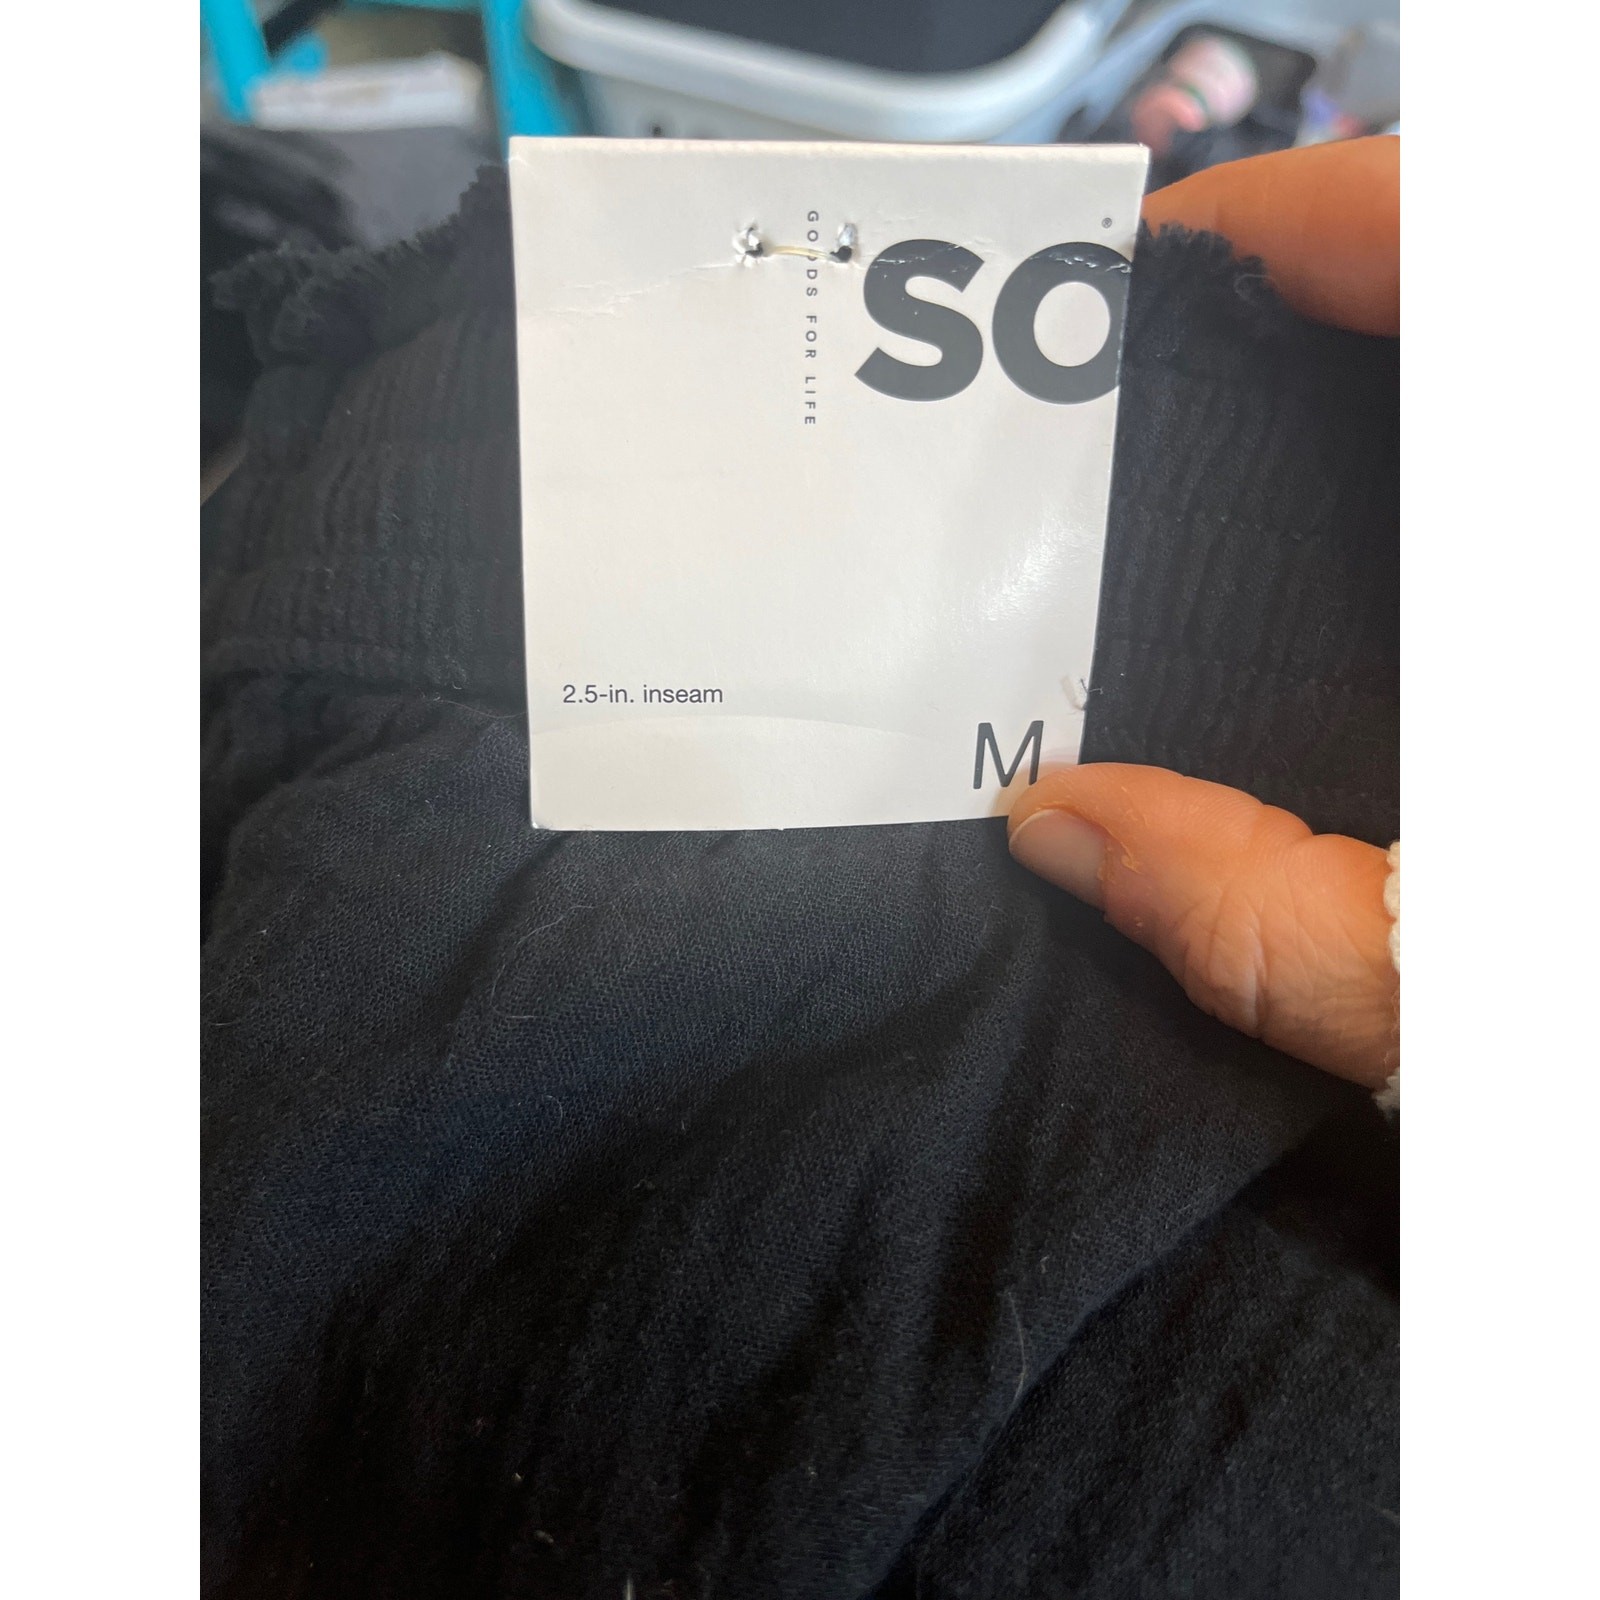 SO®
GOODS FOR LIFE
2.5-in. inseam
M